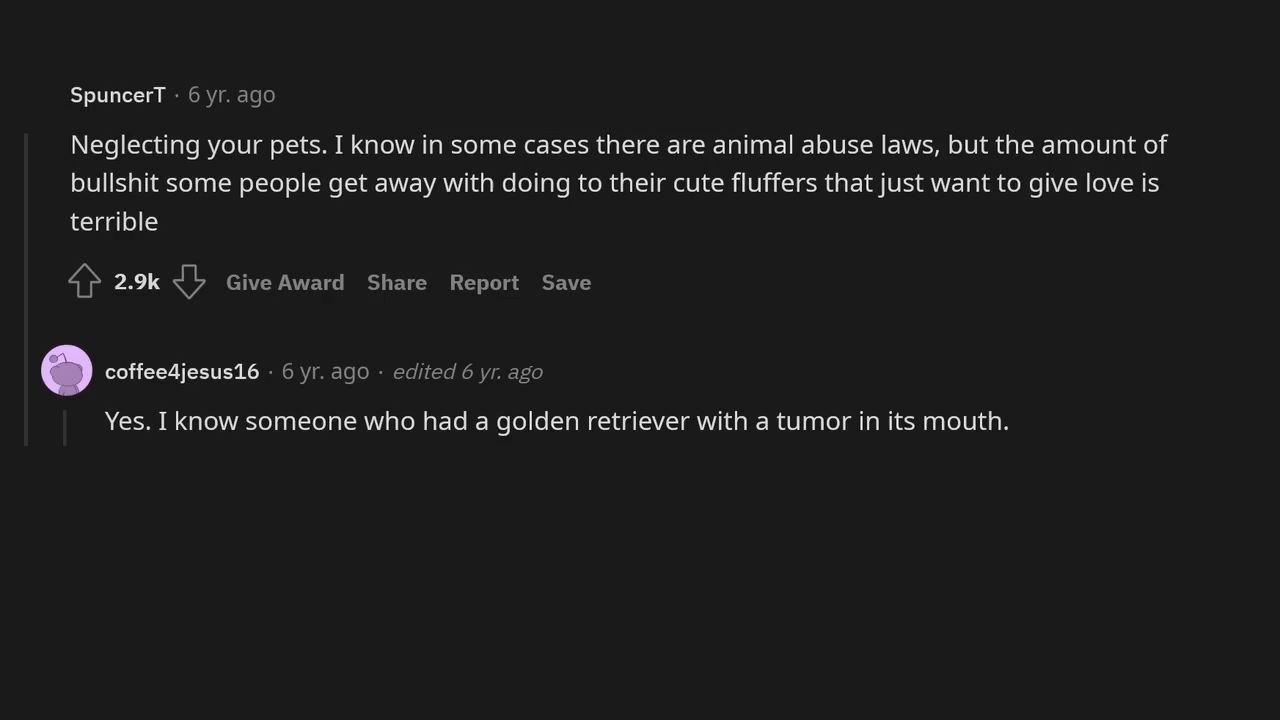 SpuncerT · 6 yr. ago
Neglecting your pets. I know in some cases there are animal abuse laws, but the amount of
bullshit some people get away with doing to their cute fluffers that just want to give love is
terrible
2.9k Give Award Share Report Save
coffee4jesus16 · 6 yr. ago · edited 6 yr. ago
Yes. I know someone who had a golden retriever with a tumor in its mouth.